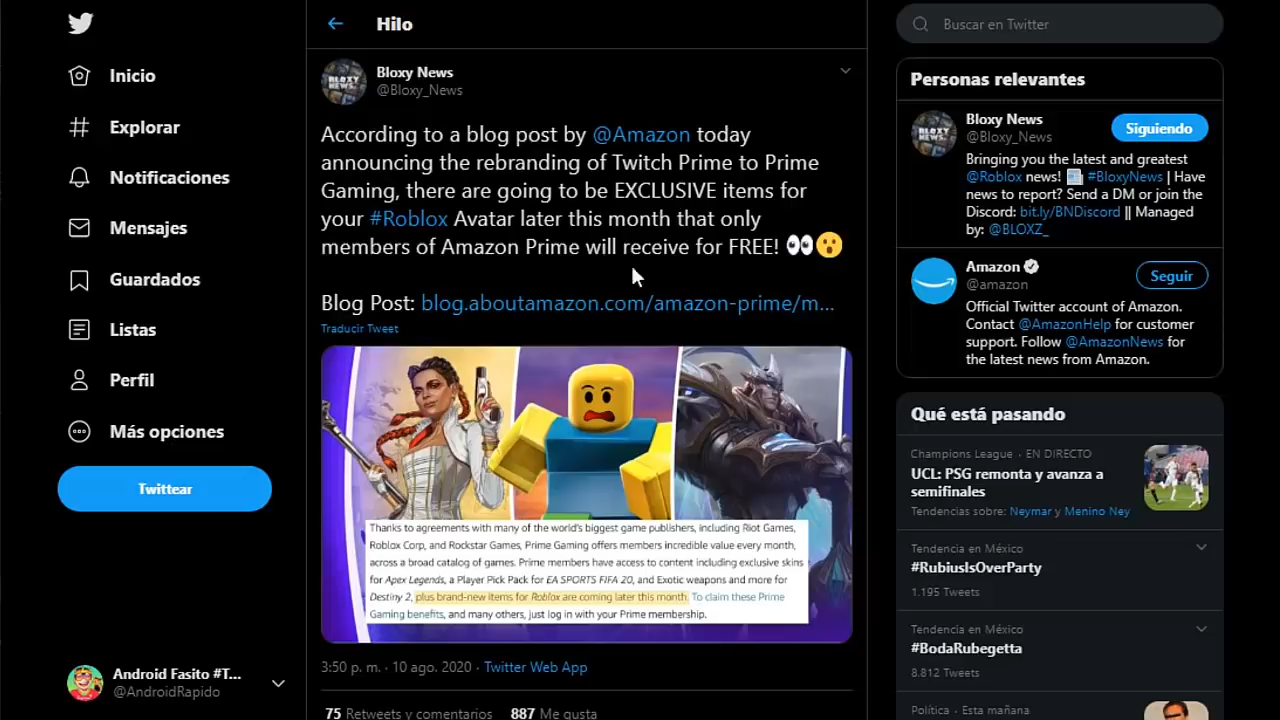 Inicio
Explorar
Notificaciones
Mensajes
Guardados
Listas
Perfil
Más opciones
Twittear
Android Fasito #T...
@AndroidRapido
Hilo
BLOXY
NEWS
Bloxy News
@Bloxy_News
According to a blog post by @Amazon today
announcing the rebranding of Twitch Prime to Prime
Gaming, there are going to be EXCLUSIVE items for
your #Roblox Avatar later this month that only
members of Amazon Prime will receive for FREE! 👀😮
Blog Post: blog.aboutamazon.com/amazon-prime/m...
Traducir Tweet
Thanks to agreements with many of the world's biggest game publishers, including Riot Games,
Roblox Corp, and Rockstar Games, Prime Gaming offers members incredible value every month,
across a broad catalog of games. Prime members have access to content including exclusive skins
for Apex Legends, a Player Pick Pack for EA SPORTS FIFA 20, and Exotic weapons and more for
Destiny 2, plus brand-new items for Roblox are coming later this month. To claim these Prime
Gaming benefits, and many others, just log in with your Prime membership.
3:50 p. m. · 10 ago. 2020 · Twitter Web App
75 Retweets y comentarios 887 Me gusta
Buscar en Twitter
Personas relevantes
BLOXY
NEWS
Bloxy News
@Bloxy_News
Siguiendo
Bringing you the latest and greatest
@Roblox news! 📰 #BloxyNews | Have
news to report? Send a DM or join the
Discord: bit.ly/BNDiscord || Managed
by: @BLOXZ_
Amazon
@amazon
Seguir
Official Twitter account of Amazon.
Contact @AmazonHelp for customer
support. Follow @AmazonNews for
the latest news from Amazon.
Qué está pasando
Champions League · EN DIRECTO
UCL: PSG remonta y avanza a
semifinales
Tendencias sobre: Neymar y Menino Ney
Tendencia en México
#RubiusIsOverParty
1.195 Tweets
Tendencia en México
#BodaRubegetta
8.812 Tweets
Política · Esta mañana